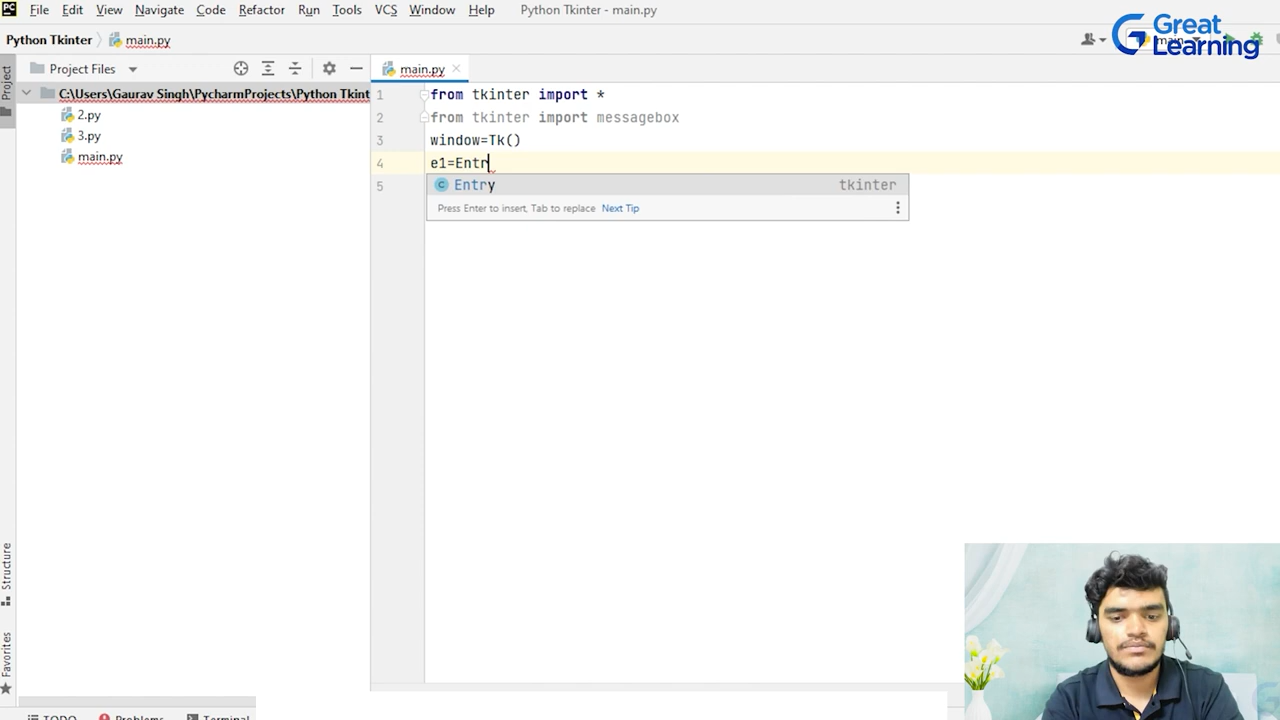 PC File Edit View Navigate Code Refactor Run Tools VCS Window Help Python Tkinter - main.py
Great Learning
Python Tkinter main.py
Project Project Files main.py
C:\Users\Gaurav Singh\PycharmProjects\Python Tkint
2.py
3.py
main.py
1 from tkinter import *
2 from tkinter import messagebox
3 window=Tk()
4 e1=Entr
5
C Entry tkinter
Press Enter to insert, Tab to replace Next Tip
Structure
Favorites
TODO Problems Terminal